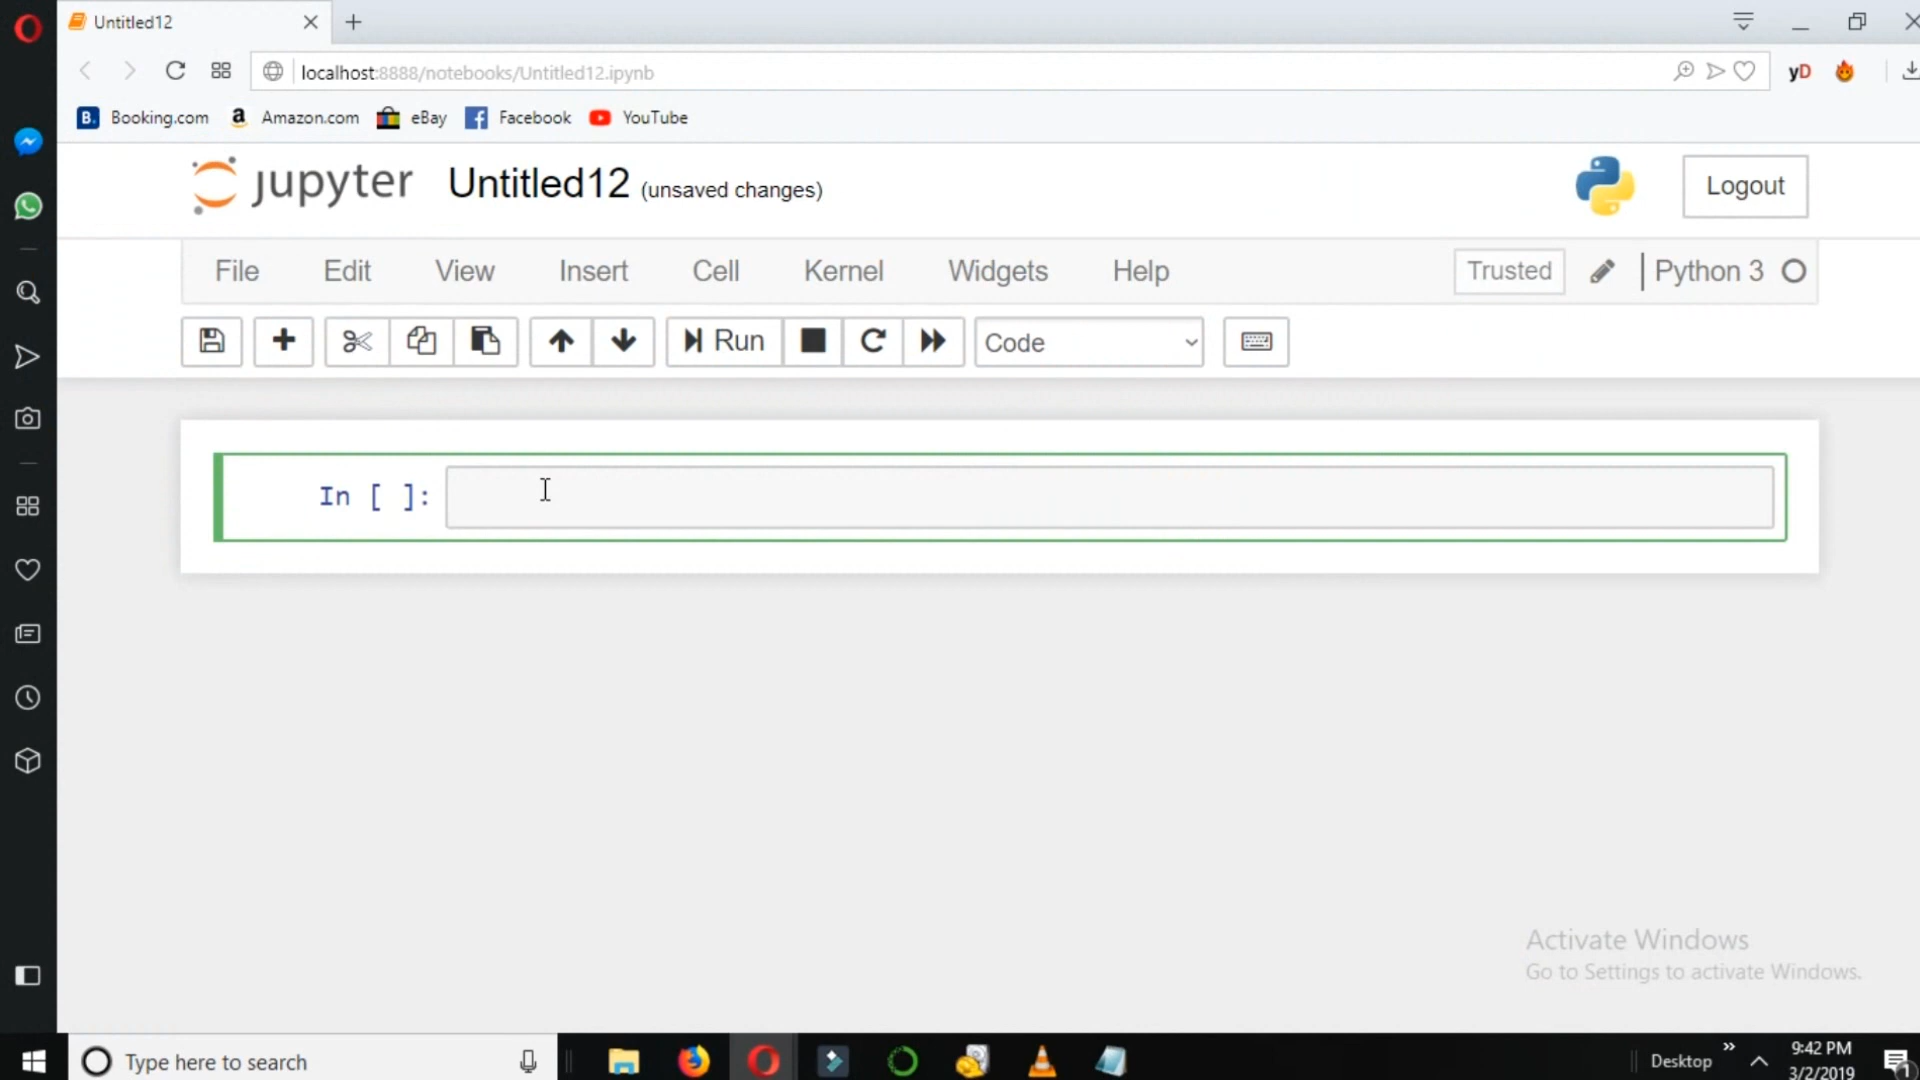 Untitled12
localhost:8888/notebooks/Untitled12.ipynb
yD
B. Booking.com a Amazon.com eBay Facebook YouTube
jupyter Untitled12 (unsaved changes)
Logout
File Edit View Insert Cell Kernel Widgets Help
Trusted Python 3
Run Code
In [ ]:
Activate Windows
Go to Settings to activate Windows.
Type here to search
Desktop
9:42 PM
3/2/2019
1